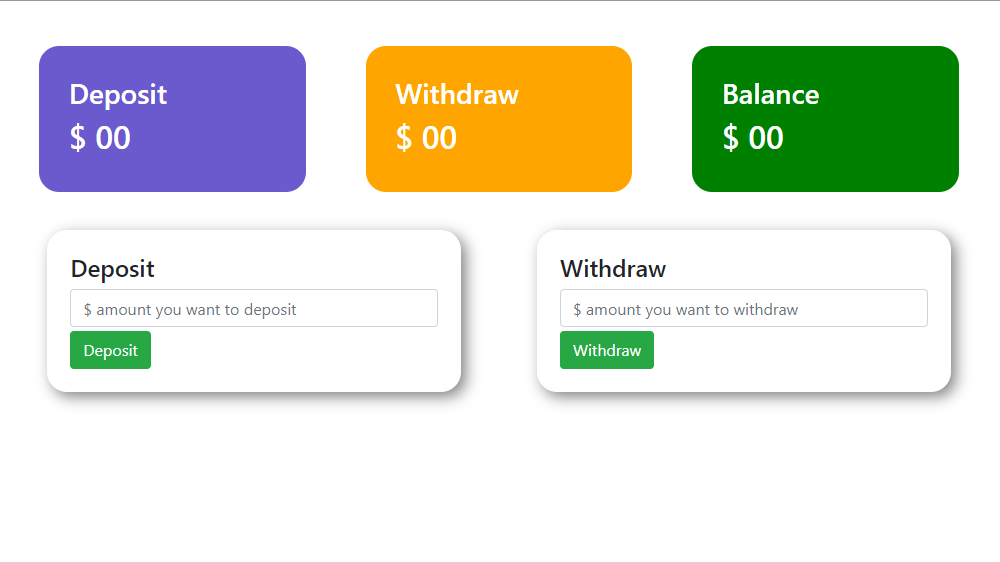 Deposit
$ 00
Withdraw
$ 00
Balance
$ 00
Deposit
$ amount you want to deposit
Deposit
Withdraw
$ amount you want to withdraw
Withdraw